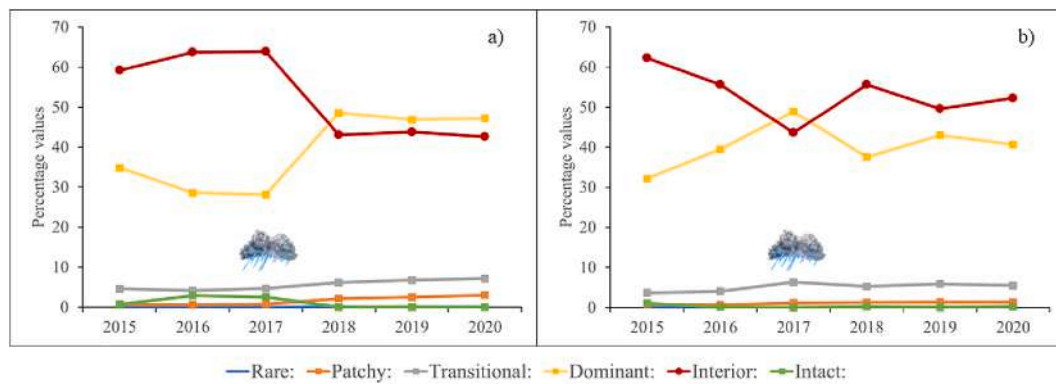 a)
Percentage values
70
60
50
40
30
20
10
0
2015 2016 2017 2018 2019 2020
b)
Percentage values
70
60
50
40
30
20
10
0
2015 2016 2017 2018 2019 2020
Rare: Patchy: Transitional: Dominant: Interior: Intact: